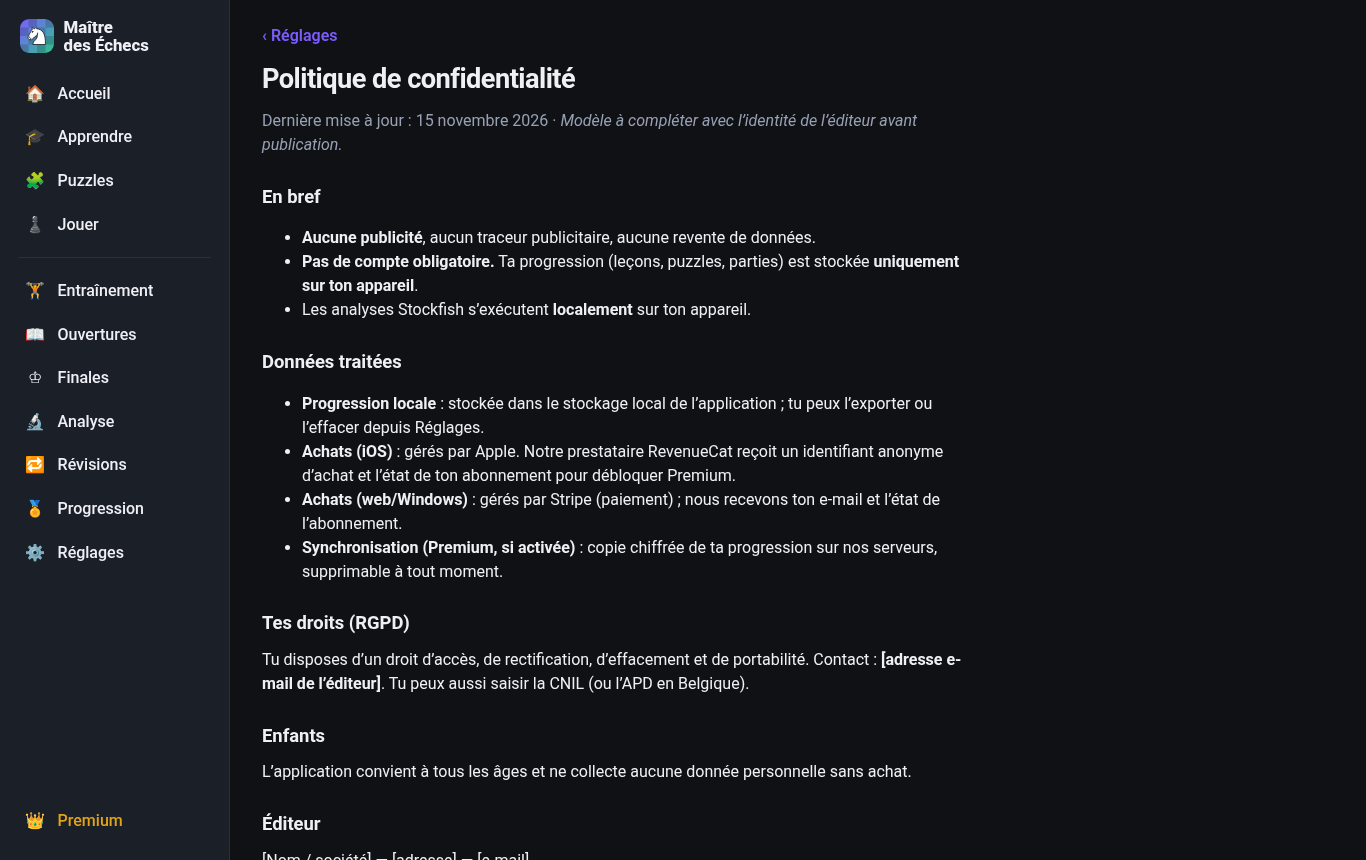 Maître
des Échecs
Accueil
Apprendre
Puzzles
Jouer
Entraînement
Ouvertures
Finales
Analyse
Révisions
Progression
Réglages
Premium
‹ Réglages
Politique de confidentialité
Dernière mise à jour : 15 novembre 2026 · Modèle à compléter avec l’identité de l’éditeur avant
publication.
En bref
Aucune publicité, aucun traceur publicitaire, aucune revente de données.
Pas de compte obligatoire. Ta progression (leçons, puzzles, parties) est stockée uniquement
sur ton appareil.
Les analyses Stockfish s’exécutent localement sur ton appareil.
Données traitées
Progression locale : stockée dans le stockage local de l’application ; tu peux l’exporter ou
l’effacer depuis Réglages.
Achats (iOS) : gérés par Apple. Notre prestataire RevenueCat reçoit un identifiant anonyme
d’achat et l’état de ton abonnement pour débloquer Premium.
Achats (web/Windows) : gérés par Stripe (paiement) ; nous recevons ton e-mail et l’état de
l’abonnement.
Synchronisation (Premium, si activée) : copie chiffrée de ta progression sur nos serveurs,
supprimable à tout moment.
Tes droits (RGPD)
Tu disposes d’un droit d’accès, de rectification, d’effacement et de portabilité. Contact : [adresse e-
mail de l’éditeur]. Tu peux aussi saisir la CNIL (ou l’APD en Belgique).
Enfants
L’application convient à tous les âges et ne collecte aucune donnée personnelle sans achat.
Éditeur
[Nom / société] — [adresse] — [e-mail]